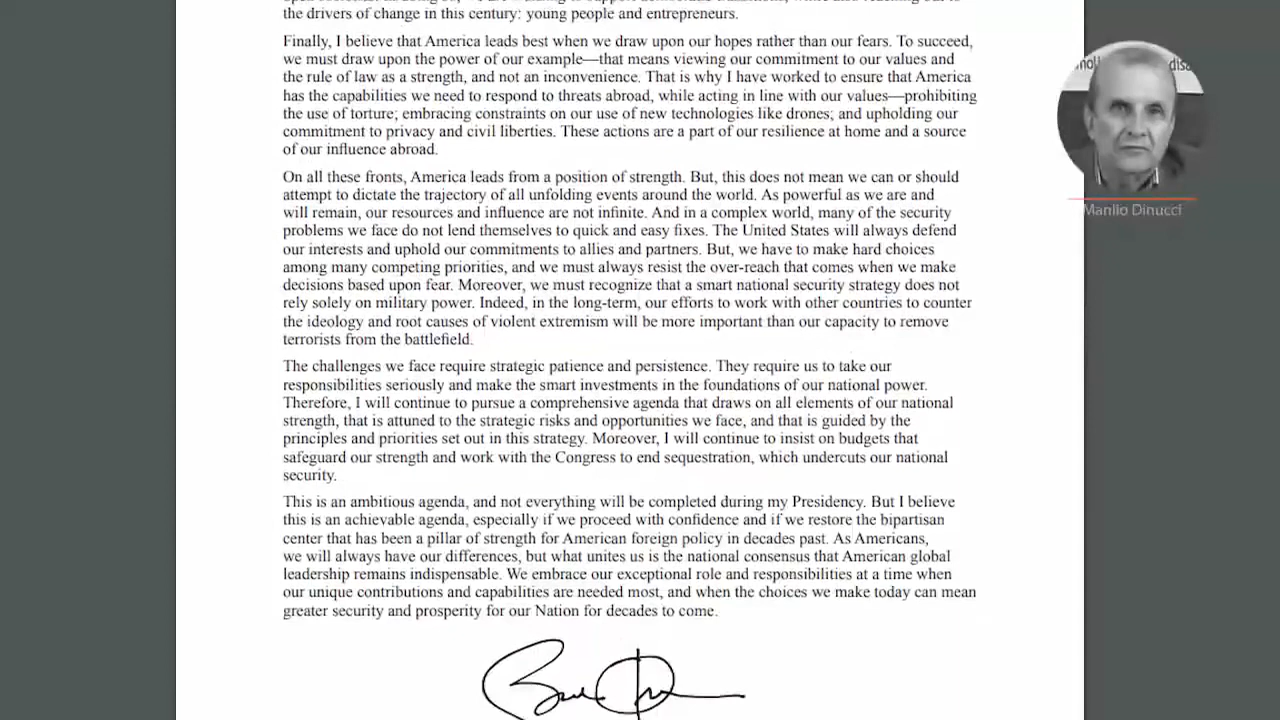 the drivers of change in this century: young people and entrepreneurs.
Finally, I believe that America leads best when we draw upon our hopes rather than our fears. To succeed,
we must draw upon the power of our example—that means viewing our commitment to our values and
the rule of law as a strength, and not an inconvenience. That is why I have worked to ensure that America
has the capabilities we need to respond to threats abroad, while acting in line with our values—prohibiting
the use of torture; embracing constraints on our use of new technologies like drones; and upholding our
commitment to privacy and civil liberties. These actions are a part of our resilience at home and a source
of our influence abroad.
On all these fronts, America leads from a position of strength. But, this does not mean we can or should
attempt to dictate the trajectory of all unfolding events around the world. As powerful as we are and
will remain, our resources and influence are not infinite. And in a complex world, many of the security
problems we face do not lend themselves to quick and easy fixes. The United States will always defend
our interests and uphold our commitments to allies and partners. But, we have to make hard choices
among many competing priorities, and we must always resist the over-reach that comes when we make
decisions based upon fear. Moreover, we must recognize that a smart national security strategy does not
rely solely on military power. Indeed, in the long-term, our efforts to work with other countries to counter
the ideology and root causes of violent extremism will be more important than our capacity to remove
terrorists from the battlefield.
The challenges we face require strategic patience and persistence. They require us to take our
responsibilities seriously and make the smart investments in the foundations of our national power.
Therefore, I will continue to pursue a comprehensive agenda that draws on all elements of our national
strength, that is attuned to the strategic risks and opportunities we face, and that is guided by the
principles and priorities set out in this strategy. Moreover, I will continue to insist on budgets that
safeguard our strength and work with the Congress to end sequestration, which undercuts our national
security.
This is an ambitious agenda, and not everything will be completed during my Presidency. But I believe
this is an achievable agenda, especially if we proceed with confidence and if we restore the bipartisan
center that has been a pillar of strength for American foreign policy in decades past. As Americans,
we will always have our differences, but what unites us is the national consensus that American global
leadership remains indispensable. We embrace our exceptional role and responsibilities at a time when
our unique contributions and capabilities are needed most, and when the choices we make today can mean
greater security and prosperity for our Nation for decades to come.
Manlio Dinucci